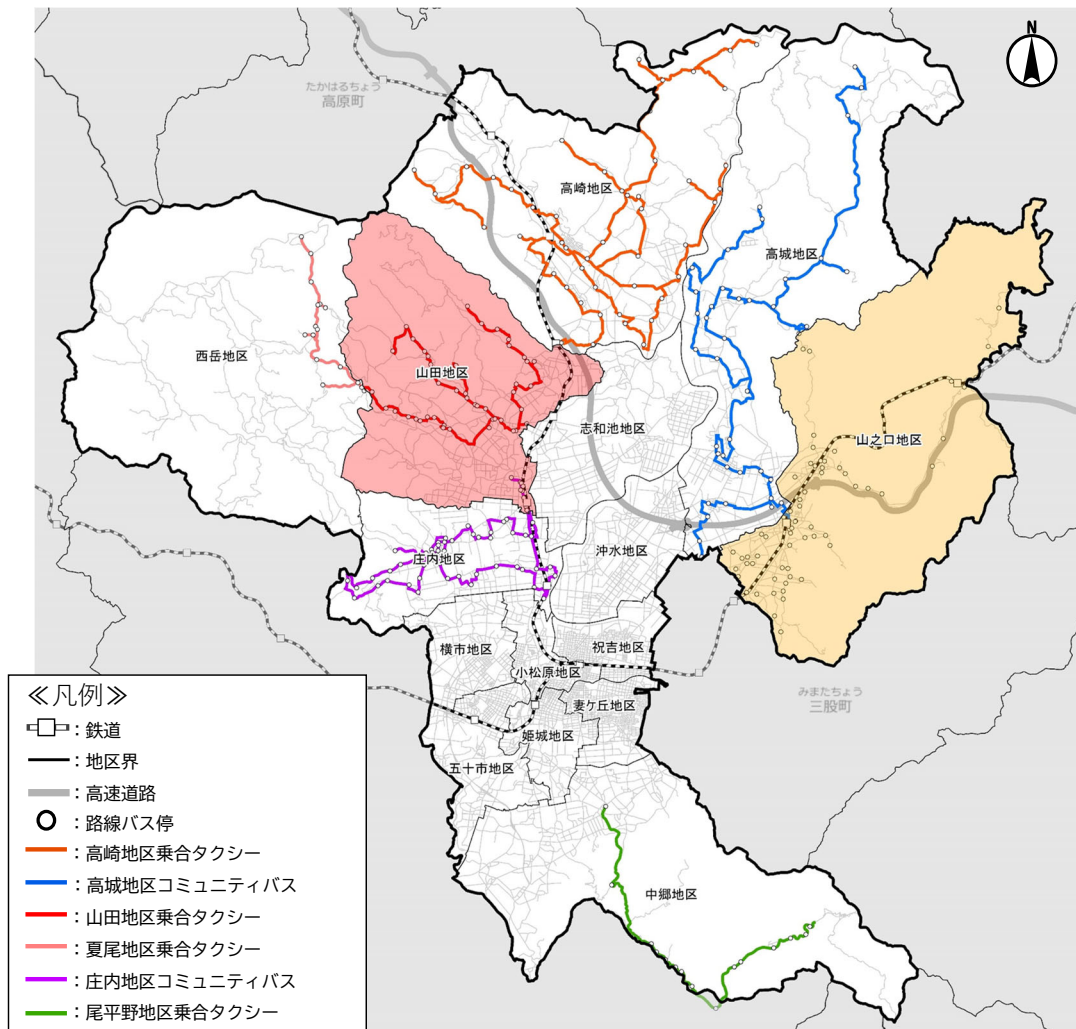 N
たかはるちょう
高原町
高崎地区
高城地区
西岳地区
山田地区
志和池地区
山之口地区
沖水地区
庄内地区
横市地区
祝吉地区
小松原地区
妻ケ丘地区
姫城地区
五十市地区
みまたちょう
三股町
中郷地区
≪凡例≫
：鉄道
：地区界
：高速道路
：路線バス停
：高崎地区乗合タクシー
：高城地区コミュニティバス
：山田地区乗合タクシー
：夏尾地区乗合タクシー
：庄内地区コミュニティバス
：尾平野地区乗合タクシー